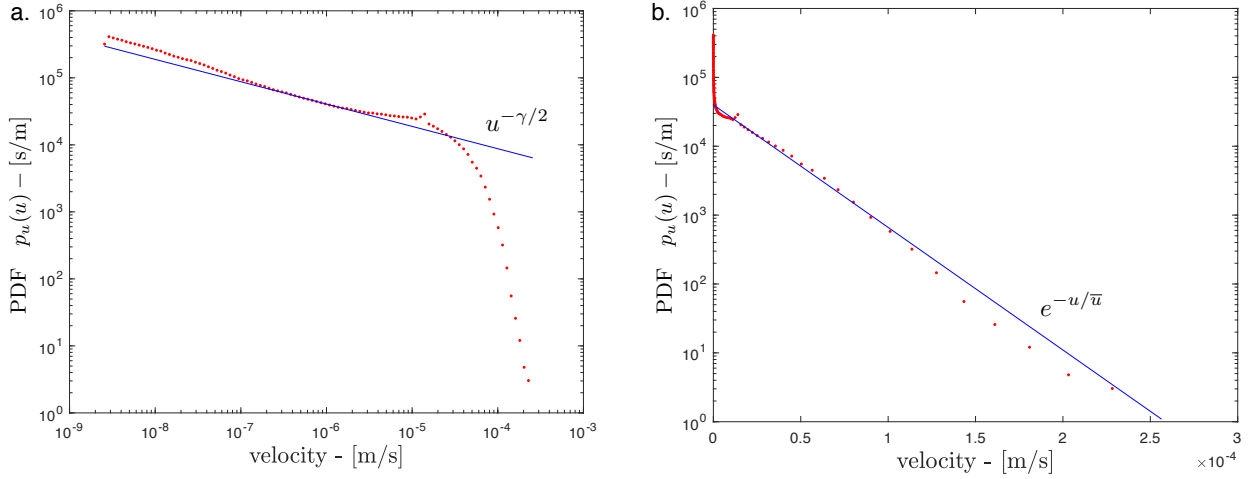 a.
10^6
10^5
10^4
10^3
10^2
10^1
10^0
PDF p_u(u) – [s/m]
u^{-γ/2}
10^-9 10^-8 10^-7 10^-6 10^-5 10^-4 10^-3
velocity - [m/s]
b.
10^6
10^5
10^4
10^3
10^2
10^1
10^0
PDF p_u(u) – [s/m]
e^{-u/u̅}
0 0.5 1 1.5 2 2.5 3
×10^-4
velocity - [m/s]